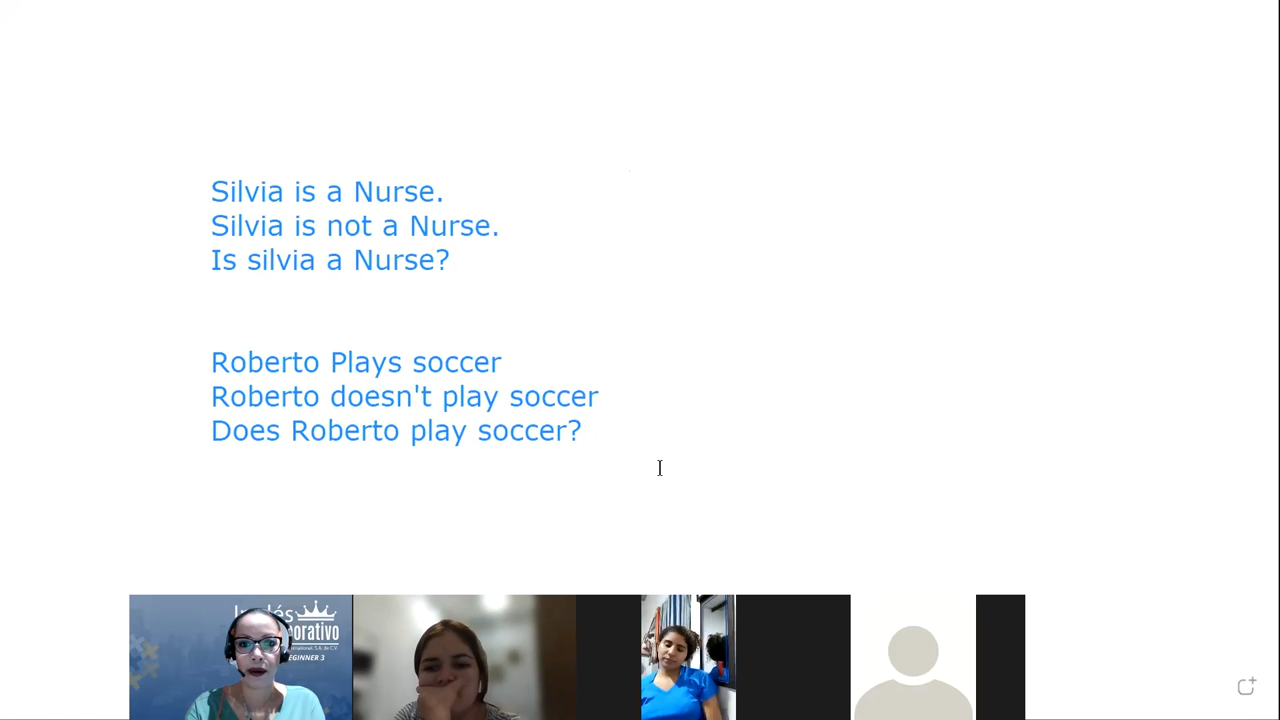 Silvia is a Nurse.
Silvia is not a Nurse.
Is silvia a Nurse?
Roberto Plays soccer
Roberto doesn't play soccer
Does Roberto play soccer?